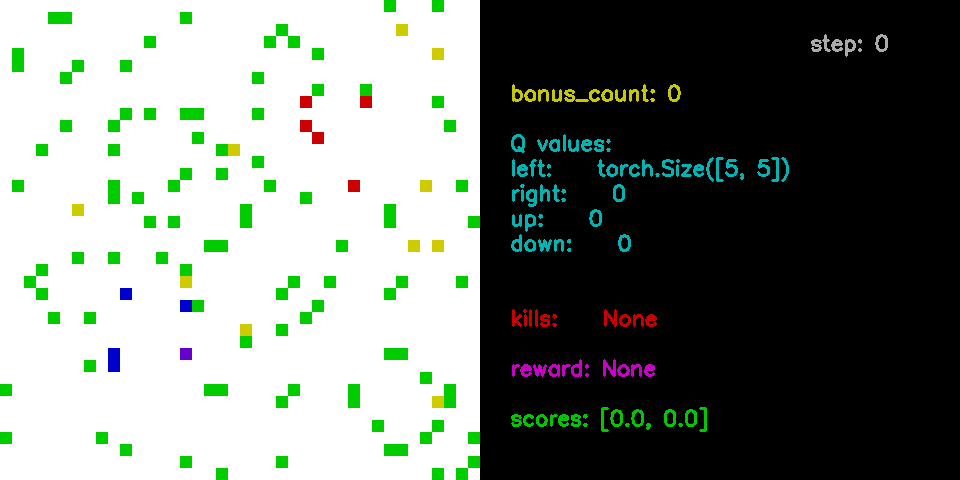 step: 0
bonus_count: 0
Q values:
left: torch.Size([5, 5])
right: 0
up: 0
down: 0
kills: None
reward: None
scores: [0.0, 0.0]